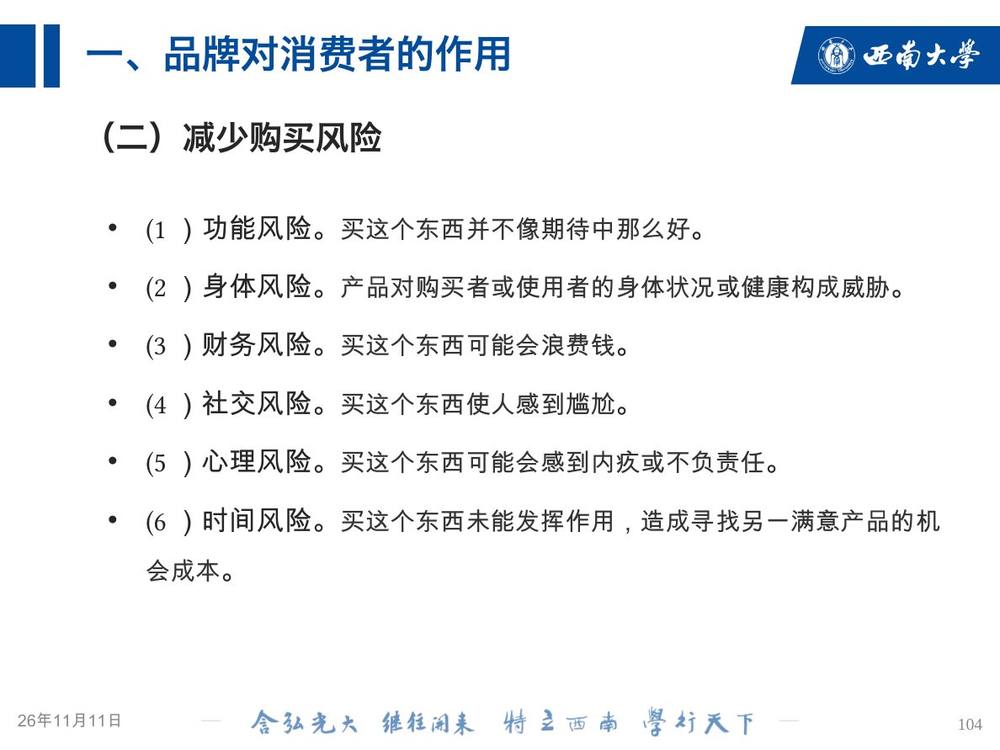 一、品牌对消费者的作用
西南大学
（二）减少购买风险
• (1 ) 功能风险。买这个东西并不像期待中那么好。
• (2 ) 身体风险。产品对购买者或使用者的身体状况或健康构成威胁。
• (3 ) 财务风险。买这个东西可能会浪费钱。
• (4 ) 社交风险。买这个东西使人感到尴尬。
• (5 ) 心理风险。买这个东西可能会感到内疚或不负责任。
• (6 ) 时间风险。买这个东西未能发挥作用，造成寻找另一满意产品的机
会成本。
26年11月11日
含弘光大 继往开来 特立西南 学行天下
104